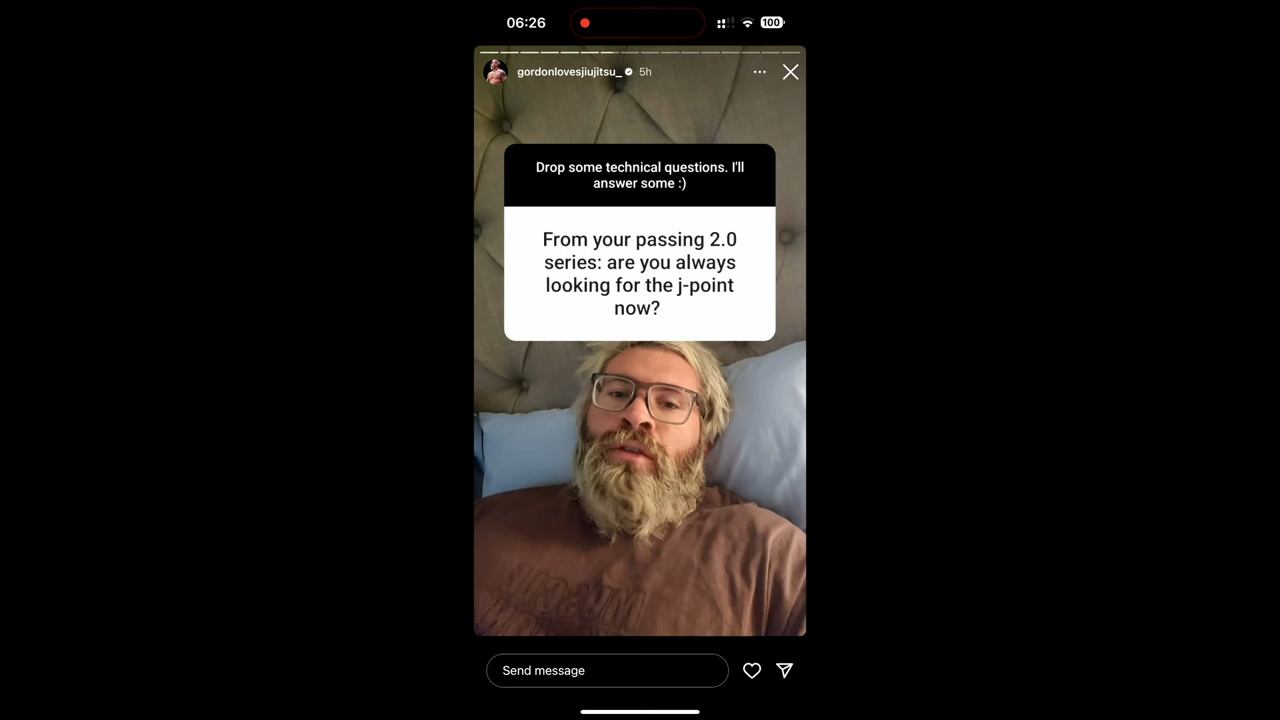 06:26
100
gordonlovesjiujitsu_ 5h
Drop some technical questions. I'll
answer some :)
From your passing 2.0
series: are you always
looking for the j-point
now?
Send message